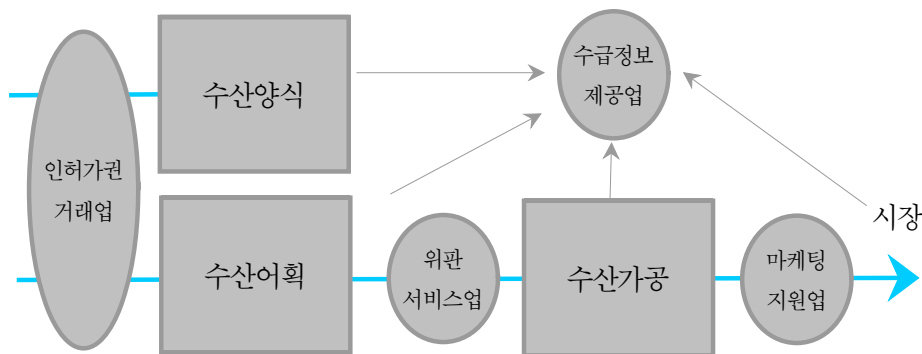 수산양식
수급정보
제공업
인허가권
거래업
시장
수산어획
위판
서비스업
수산가공
마케팅
지원업